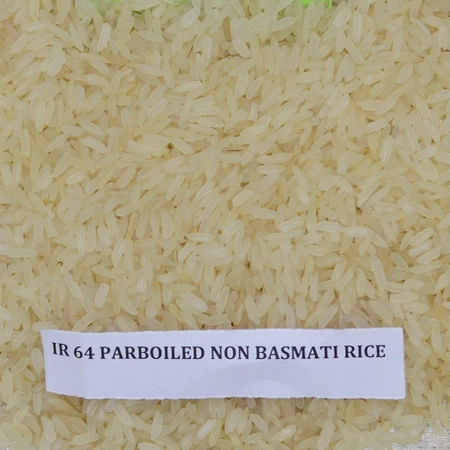 IR 64 PARBOILED NON BASMATI RICE